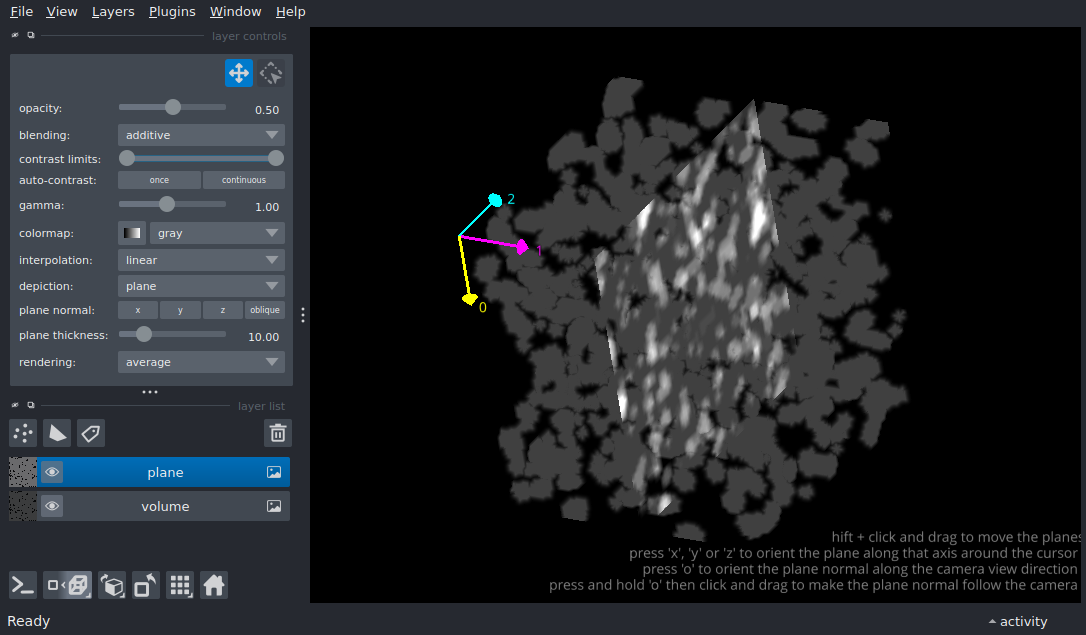 File View Layers Plugins Window Help
layer controls
opacity: 0.50
blending: additive
contrast limits:
auto-contrast: once continuous
gamma: 1.00
colormap: gray
interpolation: linear
depiction: plane
plane normal: x y z oblique
plane thickness: 10.00
rendering: average
layer list
plane
volume
2
1
0
hift + click and drag to move the planes
press 'x', 'y' or 'z' to orient the plane along that axis around the cursor
press 'o' to orient the plane normal along the camera view direction
press and hold 'o' then click and drag to make the plane normal follow the camera
Ready
activity